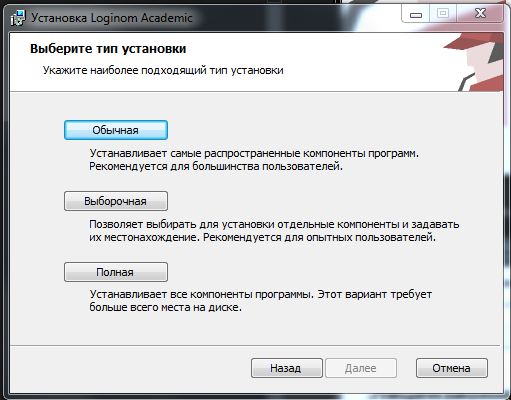 Установка Loginom Academic
Выберите тип установки
Укажите наиболее подходящий тип установки
Обычная
Устанавливает самые распространенные компоненты программ.
Рекомендуется для большинства пользователей.
Выборочная
Позволяет выбирать для установки отдельные компоненты и задавать
их местонахождение. Рекомендуется для опытных пользователей.
Полная
Устанавливает все компоненты программы. Этот вариант требует
больше всего места на диске.
Назад
Далее
Отмена